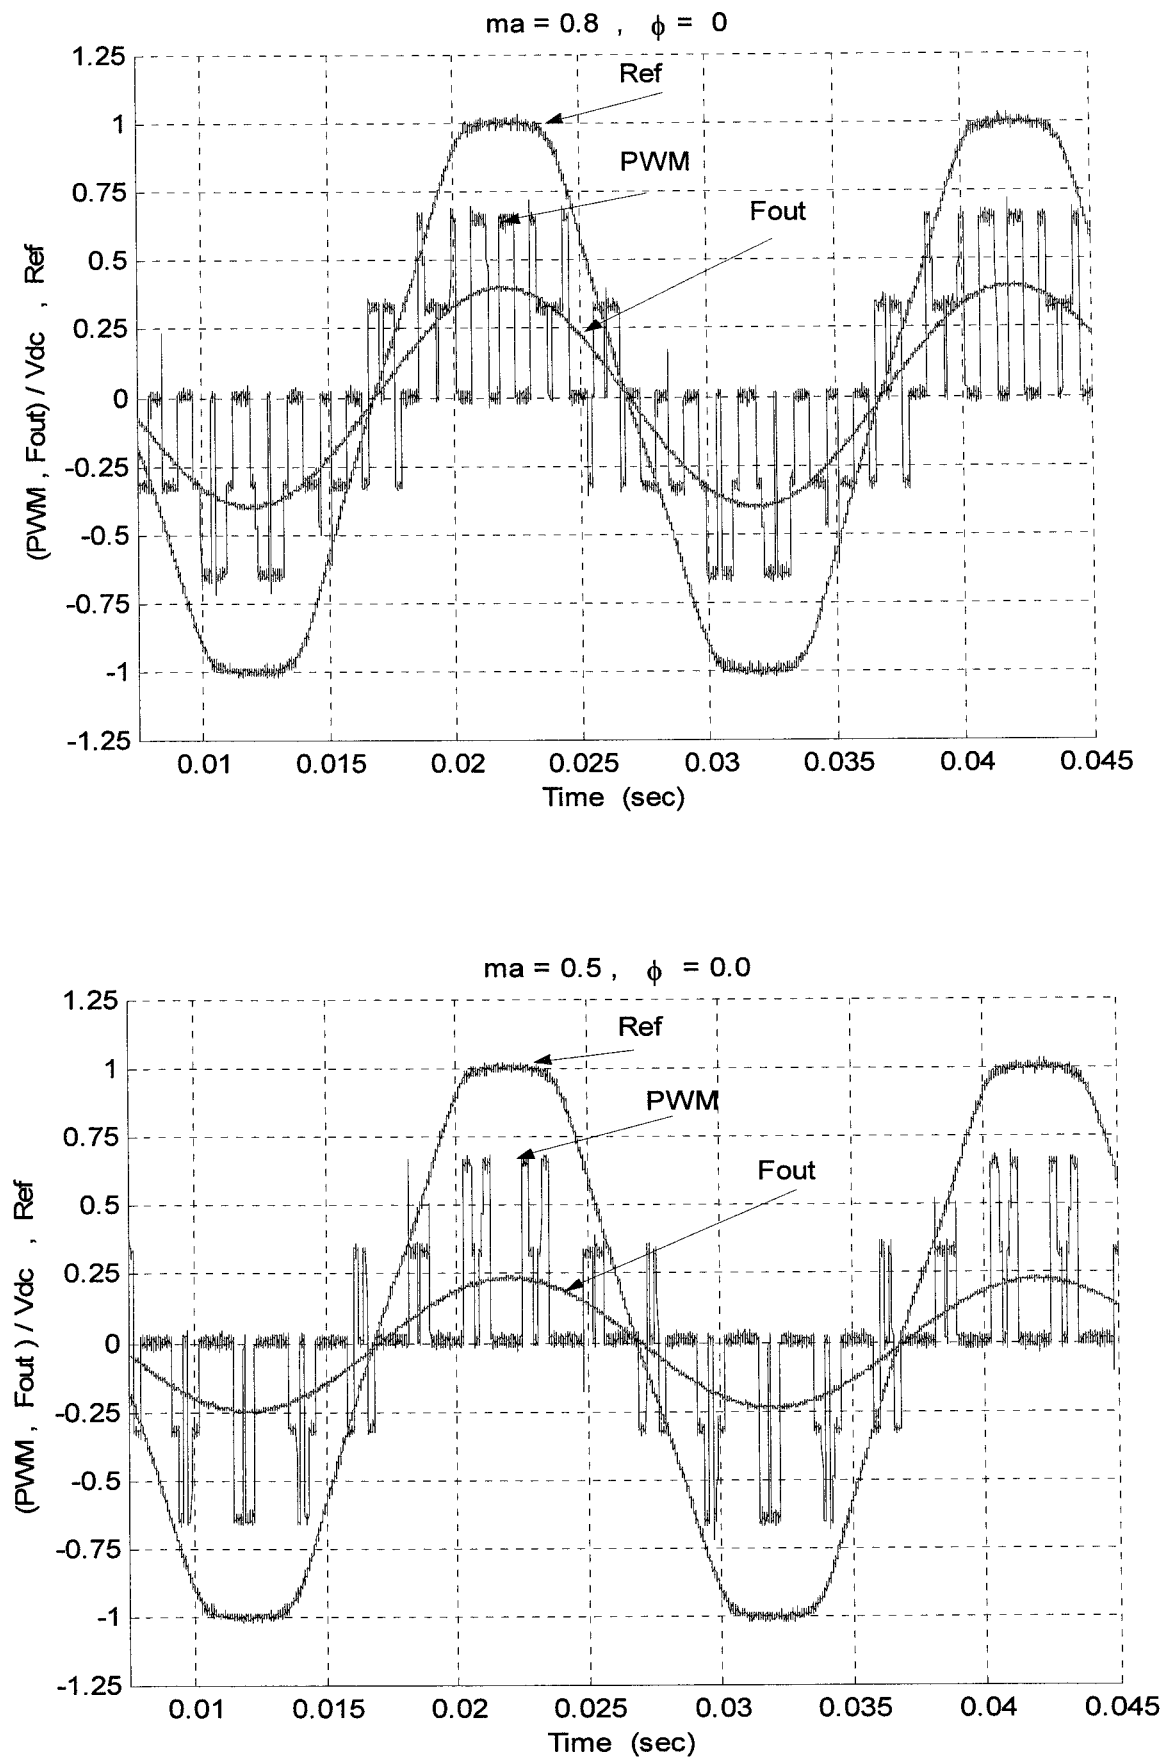 ma = 0.8 , ϕ = 0
1.25
1
0.75
0.5
0.25
0
-0.25
-0.5
-0.75
-1
-1.25
(PWM , Fout) / Vdc , Ref
Ref
PWM
Fout
0.01 0.015 0.02 0.025 0.03 0.035 0.04 0.045
Time (sec)
ma = 0.5 , ϕ = 0.0
1.25
1
0.75
0.5
0.25
0
-0.25
-0.5
-0.75
-1
-1.25
(PWM , Fout ) / Vdc , Ref
Ref
PWM
Fout
0.01 0.015 0.02 0.025 0.03 0.035 0.04 0.045
Time (sec)